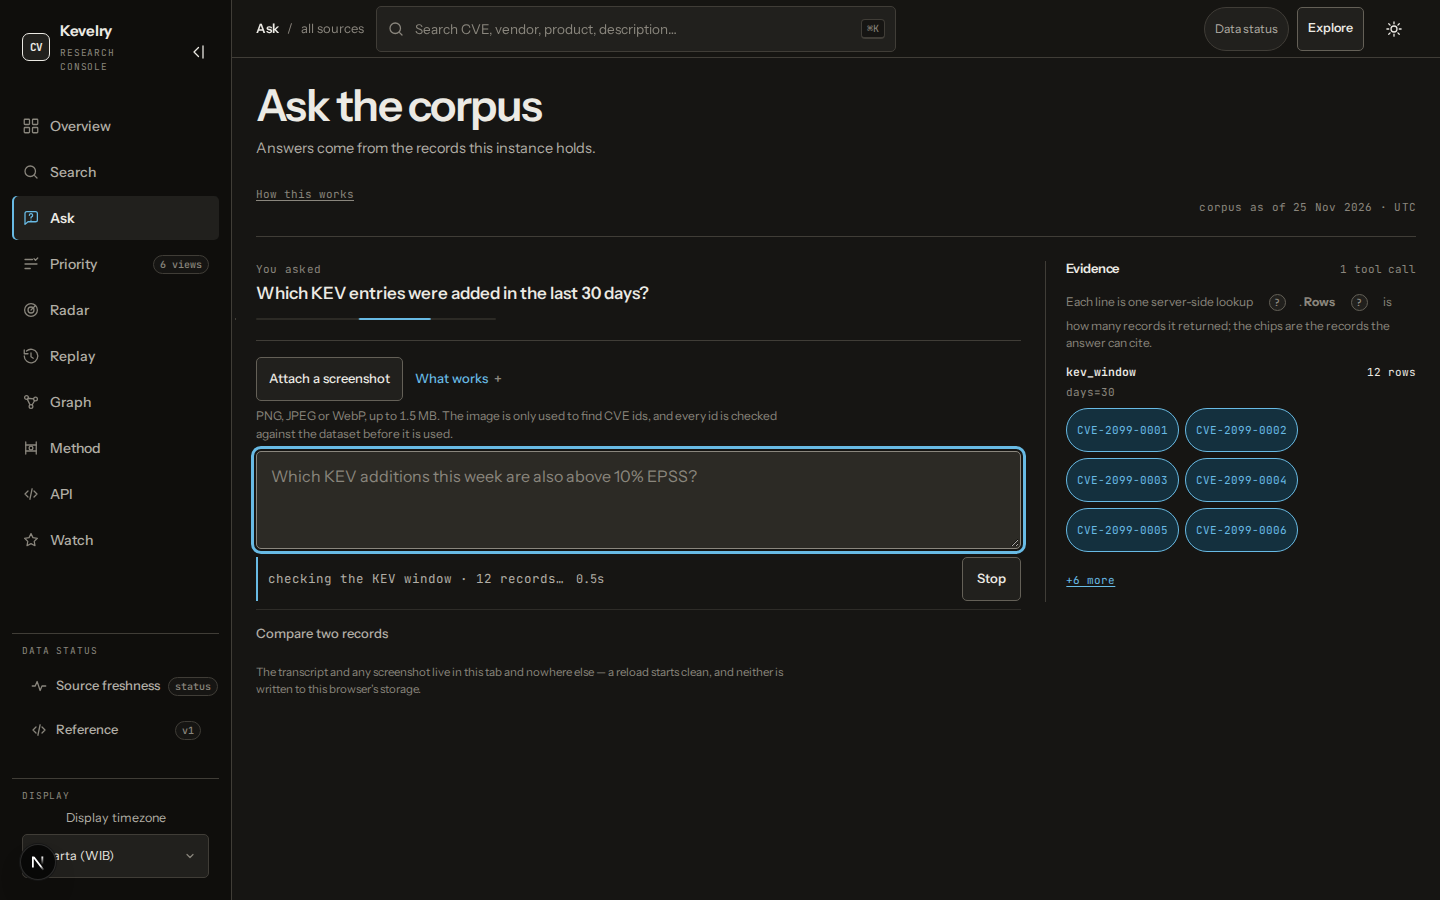 CV
Kevelry
RESEARCH
CONSOLE
Overview
Search
Ask
Priority
6 views
Radar
Replay
Graph
Method
API
Watch
DATA STATUS
Source freshness
status
Reference
v1
DISPLAY
Display timezone
arta (WIB)
N
Ask / all sources
Search CVE, vendor, product, description...
⌘K
Data status
Explore
Ask the corpus
Answers come from the records this instance holds.
How this works
corpus as of 25 Nov 2026 · UTC
You asked
Which KEV entries were added in the last 30 days?
Attach a screenshot
What works +
PNG, JPEG or WebP, up to 1.5 MB. The image is only used to find CVE ids, and every id is checked
against the dataset before it is used.
Which KEV additions this week are also above 10% EPSS?
checking the KEV window · 12 records… 0.5s
Stop
Compare two records
The transcript and any screenshot live in this tab and nowhere else — a reload starts clean, and neither is
written to this browser's storage.
Evidence
1 tool call
Each line is one server-side lookup ? . Rows ? is
how many records it returned; the chips are the records the
answer can cite.
kev_window
12 rows
days=30
CVE-2099-0001
CVE-2099-0002
CVE-2099-0003
CVE-2099-0004
CVE-2099-0005
CVE-2099-0006
+6 more